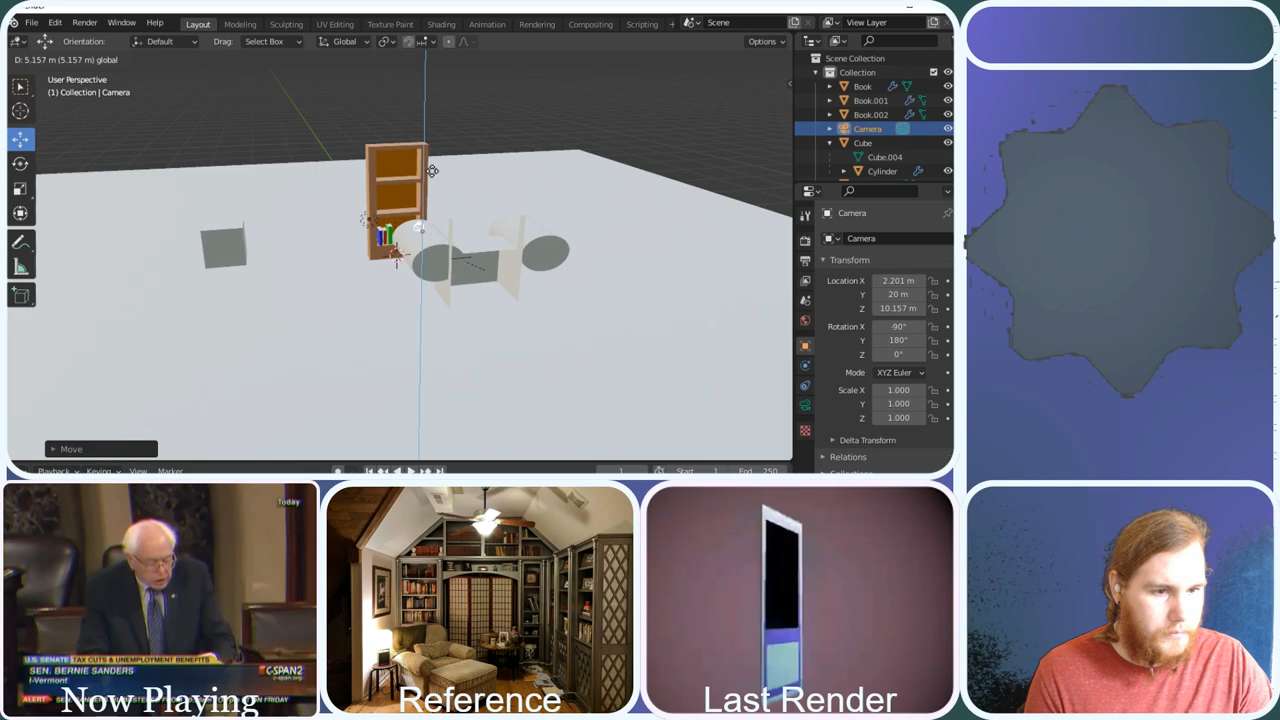 File Edit Render Window Help Layout Modeling Sculpting UV Editing Texture Paint Shading Animation Rendering Compositing Scripting + Scene View Layer
Orientation: Default Drag: Select Box Global Options
D: 5.157 m (5.157 m) global
User Perspective
(1) Collection | Camera
Scene Collection
Collection
Book
Book.001
Book.002
Camera
Cube
Cube.004
Cylinder
Camera
Camera
Transform
Location X 2.201 m
Y 20 m
Z 10.157 m
Rotation X -90°
Y 180°
Z 0°
Mode XYZ Euler
Scale X 1.000
Y 1.000
Z 1.000
Delta Transform
Relations
Move
Playback Keying View Marker 1 Start 1 End 250
Today
U.S. SENATE TAX CUTS & UNEMPLOYMENT BENEFITS
SEN. BERNIE SANDERS
I-Vermont
C-SPAN2
c-span.org
ALERT
Now Playing
Reference
Last Render